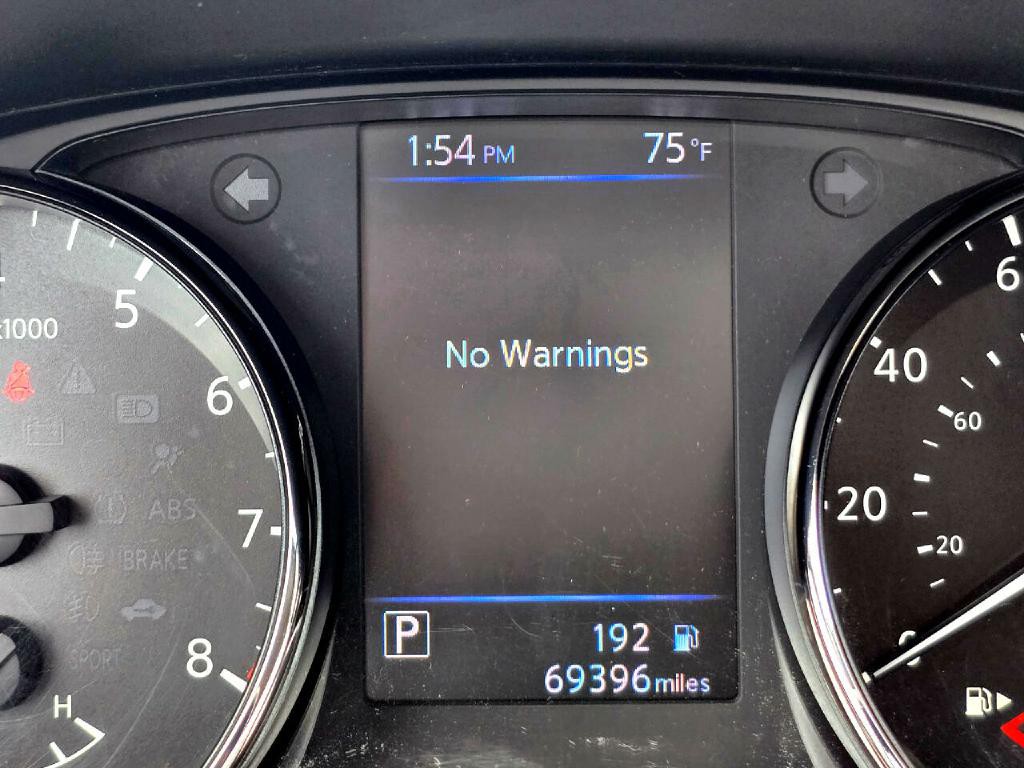 1:54 PM 75°F
5
x1000
6
7
8
H
ABS
BRAKE
SPORT
No Warnings
P
192
69396 miles
6
40
60
20
20
0